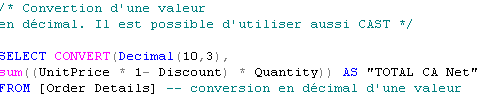 /* Convertion d'une valeur
en décimal. Il est possible d'utiliser aussi CAST */
SELECT CONVERT(Decimal(10,3),
sum((UnitPrice * 1- Discount) * Quantity)) AS "TOTAL CA Net"
FROM [Order Details] -- conversion en décimal d'une valeur